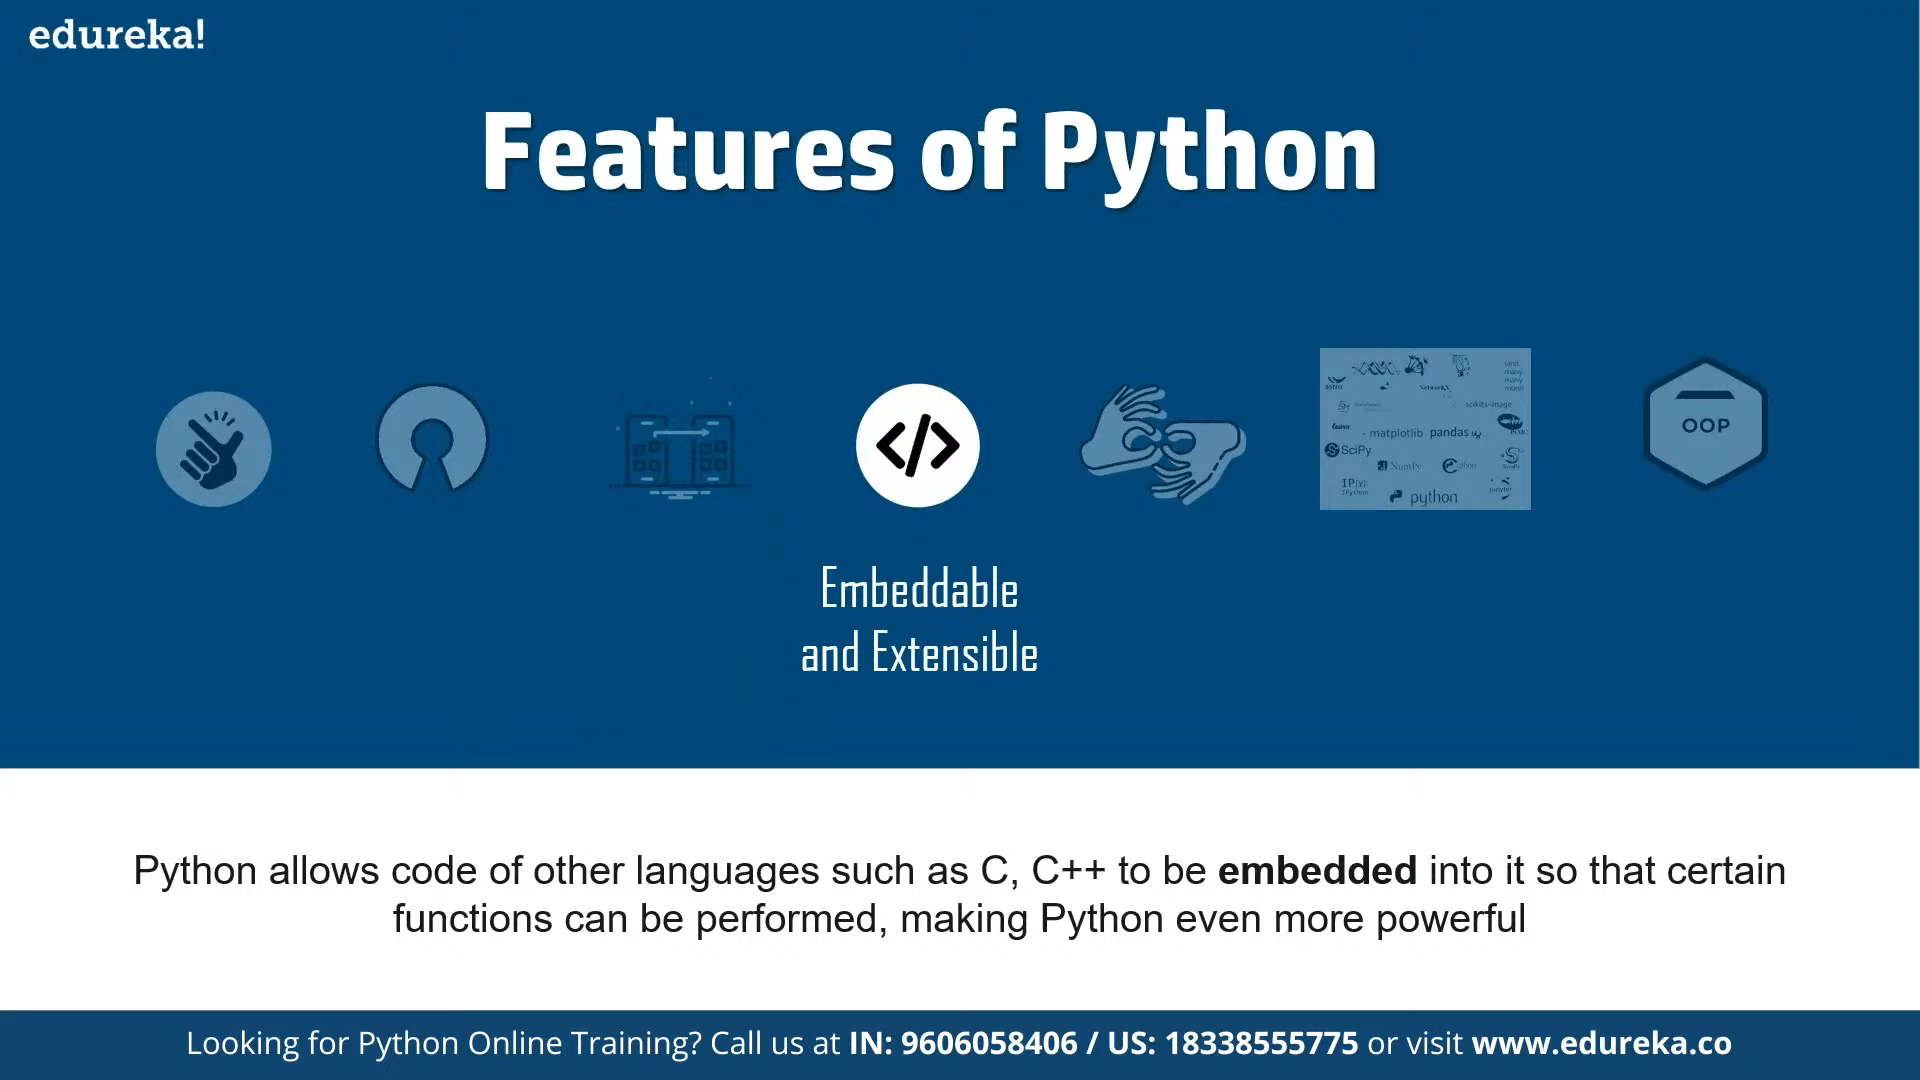 edureka!
Features of Python
</>
OOP
matplotlib pandas
SciPy
NumPy
python
Embeddable
and Extensible
Python allows code of other languages such as C, C++ to be embedded into it so that certain
functions can be performed, making Python even more powerful
Looking for Python Online Training? Call us at IN: 9606058406 / US: 18338555775 or visit www.edureka.co